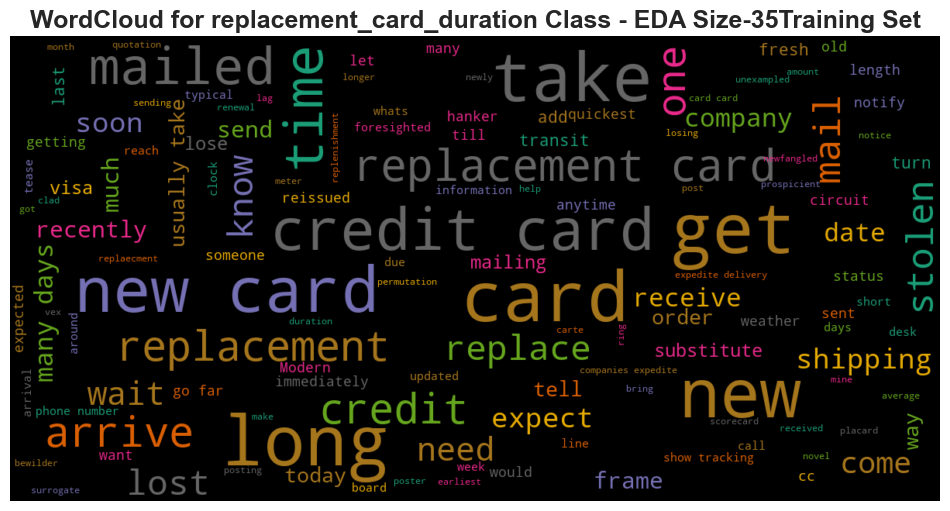 WordCloud for replacement_card_duration Class - EDA Size-35Training Set
month
quotation
mailed
time
let
many
longer
newly
take
one
fresh
old
unexampled
amount
length
last
sending
typical
lag
renewal
soon
send
whats
foresighted
hanker
till
add
quickest
transit
card card
company
losing
mail
notify
notice
getting
reach
lose
usually take
replenishment
replacement card
newfangled
turn
tease
clad
visa
much
clock
know
meter
reissued
information
help
post
prospicient
anytime
circuit
stolen
got
recently
credit card
get
date
replaecment
someone
due
mailing
permutation
expedite delivery
status
many days
new card
card
receive
short
expected
vex
around
duration
order
weather
sent
days
desk
replacement
carte
ring
replace
substitute
shipping
arrival
wait
go far
Modern
immediately
updated
companies expedite
tell
bring
mine
average
phone number
make
credit
expect
new
scorecard
received
placard
way
arrive
long
need
line
call
novel
want
show tracking
bewilder
lost
posting
today
week
would
come
surrogate
board
poster
earliest
frame
cc